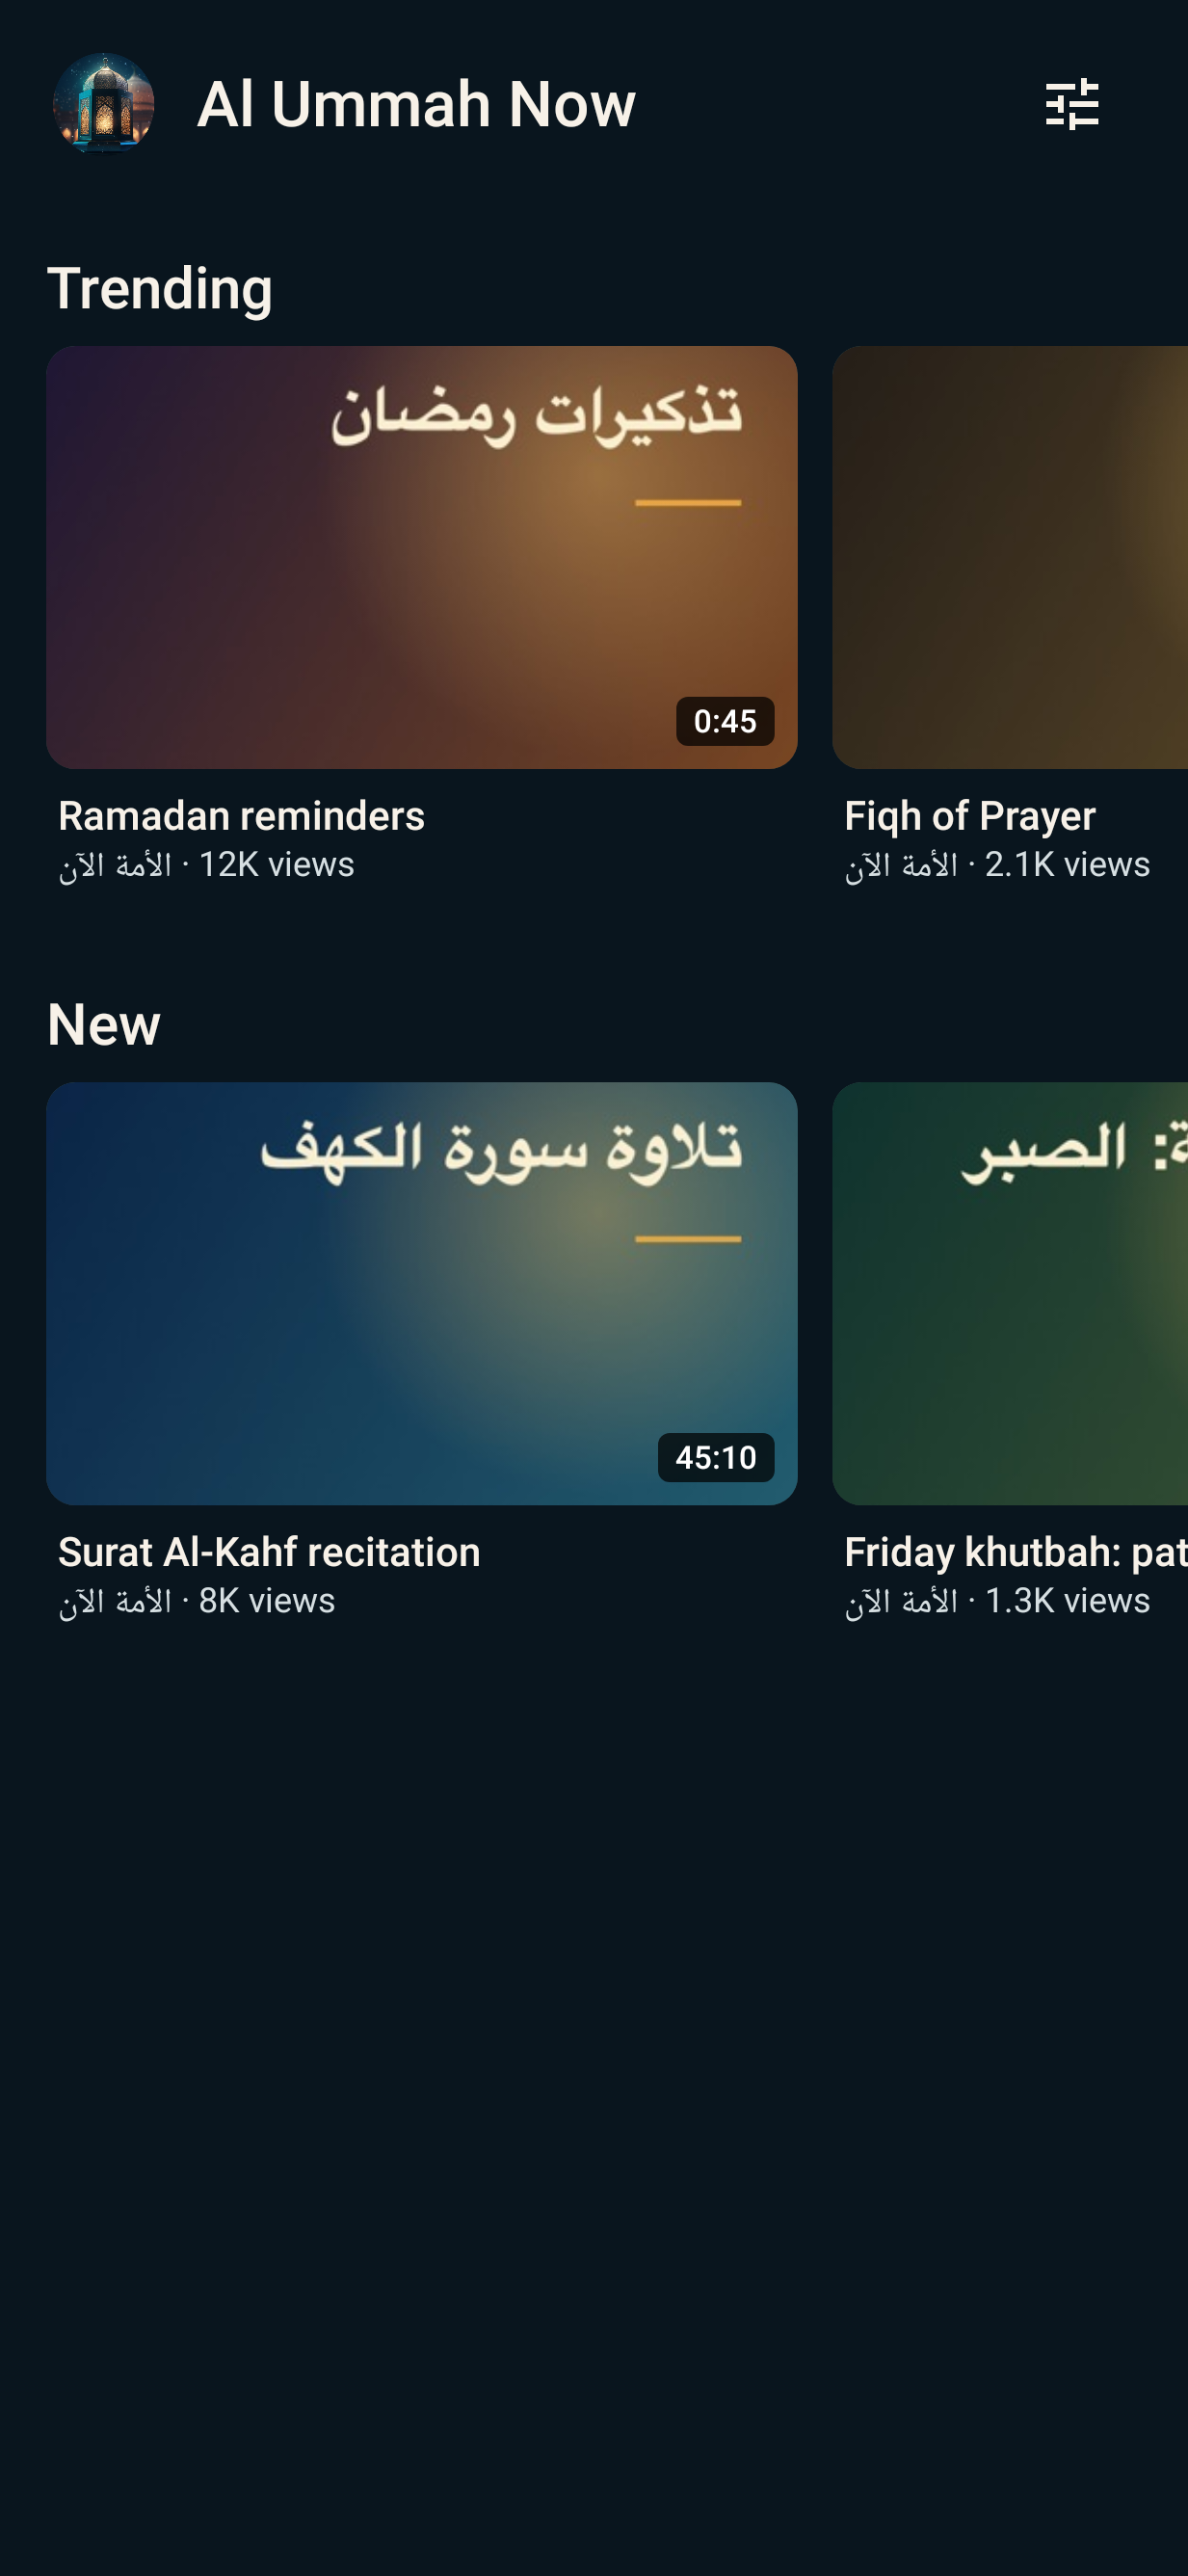 Al Ummah Now
Trending
تذكيرات رمضان
0:45
Ramadan reminders
الأمة الآن · 12K views
Fiqh of Prayer
الأمة الآن · 2.1K views
New
تلاوة سورة الكهف
45:10
Surat Al-Kahf recitation
الأمة الآن · 8K views
ة: الصبر
Friday khutbah: pat
الأمة الآن · 1.3K views